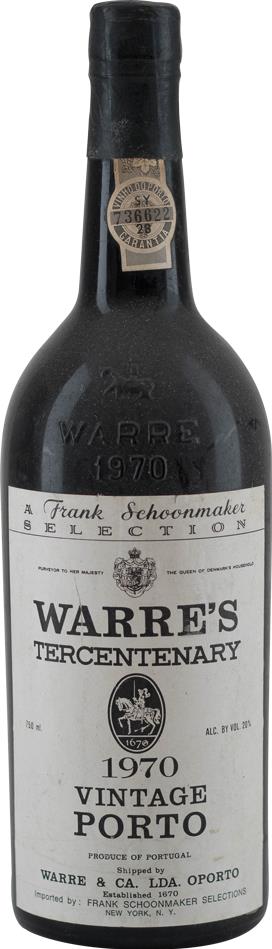 VINHO DO PORTO
SY
736622
28
GARANTIA
WARRE
1970
A Frank Schoonmaker
SELECTION
PURVEYOR TO HER MAJESTY THE QUEEN OF DENMARK'S HOUSEHOLD
WARRE'S
TERCENTENARY
750 ml ALC. BY VOL. 20%
1670
1970
VINTAGE
PORTO
PRODUCE OF PORTUGAL
Shipped by
WARRE & CA. LDA. OPORTO
Established 1670
Imported by: FRANK SCHOONMAKER SELECTIONS
NEW YORK, N. Y.